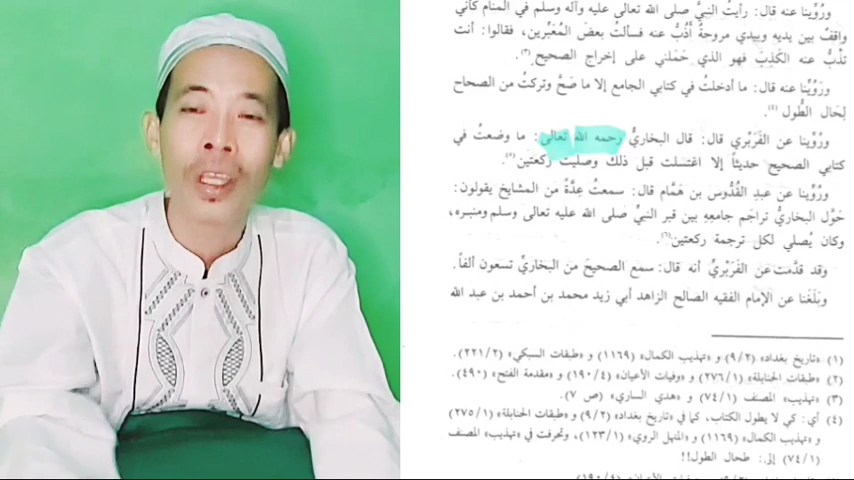 ورُوِّينا عنه قال: رأيتُ النبيَّ صلى الله تعالى عليه وآله وسلم في المنام كأني
واقفٌ بين يديه وبيدي مروحةٌ أَذُبُّ عنه فسألتُ بعضَ المُعَبِّرين، فقالوا: أنت
تذُبُّ عنه الكَذِبَ فهو الذي حَمَلني على إخراج الصحيح⁽³⁾.
ورُوِّينا عنه قال: ما أدخلتُ في كتابي الجامع إلا ما صَحَّ وتركتُ من الصحاح
لِحَال الطُّول⁽⁴⁾.
ورُوِّينا عن الفَرَبْري قال: قال البخاريُّ رحمه الله تعالى: ما وضعتُ في
كتابي الصحيح حديثاً إلا اغتسلت قبل ذلك وصليت ركعتين⁽⁵⁾.
ورُوِّينا عن عبدِ القُدُّوس بن هَمَّام قال: سمعتُ عِدَّةً من المشايخ يقولون:
حَوَّل البخاريُّ تراجم جامعِهِ بين قبر النبيِّ صلى الله عليه تعالى وسلم ومنبره،
وكان يُصلي لكل ترجمة ركعتين⁽⁶⁾.
وقد قدَّمت عن الفَرَبْريِّ أنه قال: سمع الصحيحَ من البخاريِّ تسعون ألفاً.
وبَلَغَنا عن الإمام الفقيه الصالح الزاهد أبي زيد محمد بن أحمد بن عبد الله
(١) «تاريخ بغداد» (٩/٢) و «تهذيب الكمال» (١١٦٩) و «طبقات السبكي» (٢٢١/٢).
(٢) «طبقات الحنابلة» (٢٧٦/١) و «وفيات الأعيان» (١٩٠/٤) و «مقدمة الفتح» (٤٩٠).
(٣) «تهذيب» المصنف (٧٤/١) و «هدي الساري» (ص ٧).
(٤) أي: كي لا يطول الكتاب، كما في «تاريخ بغداد» (٩/٢) و «طبقات الحنابلة» (٢٧٥/١)
و «تهذيب الكمال» (١١٦٩) و «المنهل الروي» (١٢٣/١)، وتحرفت في «تهذيب» المصنف
(٧٤/١) إلى: طحال الطول!!